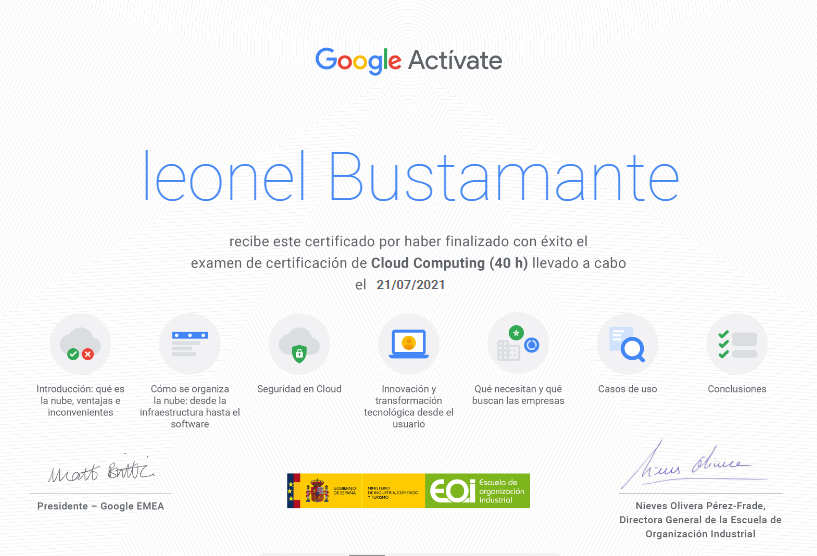 Google Actívate
leonel Bustamante
recibe este certificado por haber finalizado con éxito el
examen de certificación de Cloud Computing (40 h) llevado a cabo
el 21/07/2021
Introducción: qué es
la nube, ventajas e
inconvenientes
Cómo se organiza
la nube: desde la
infraestructura hasta el
software
Seguridad en Cloud
Innovación y
transformación
tecnológica desde el
usuario
Qué necesitan y qué
buscan las empresas
Casos de uso
Conclusiones
Matt Brittin
Presidente – Google EMEA
GOBIERNO
DE ESPAÑA
MINISTERIO
DE INDUSTRIA, COMERCIO
Y TURISMO
EOi
Escuela de
organización
industrial
Nieves Olivera
Nieves Olivera Pérez-Frade,
Directora General de la Escuela de
Organización Industrial